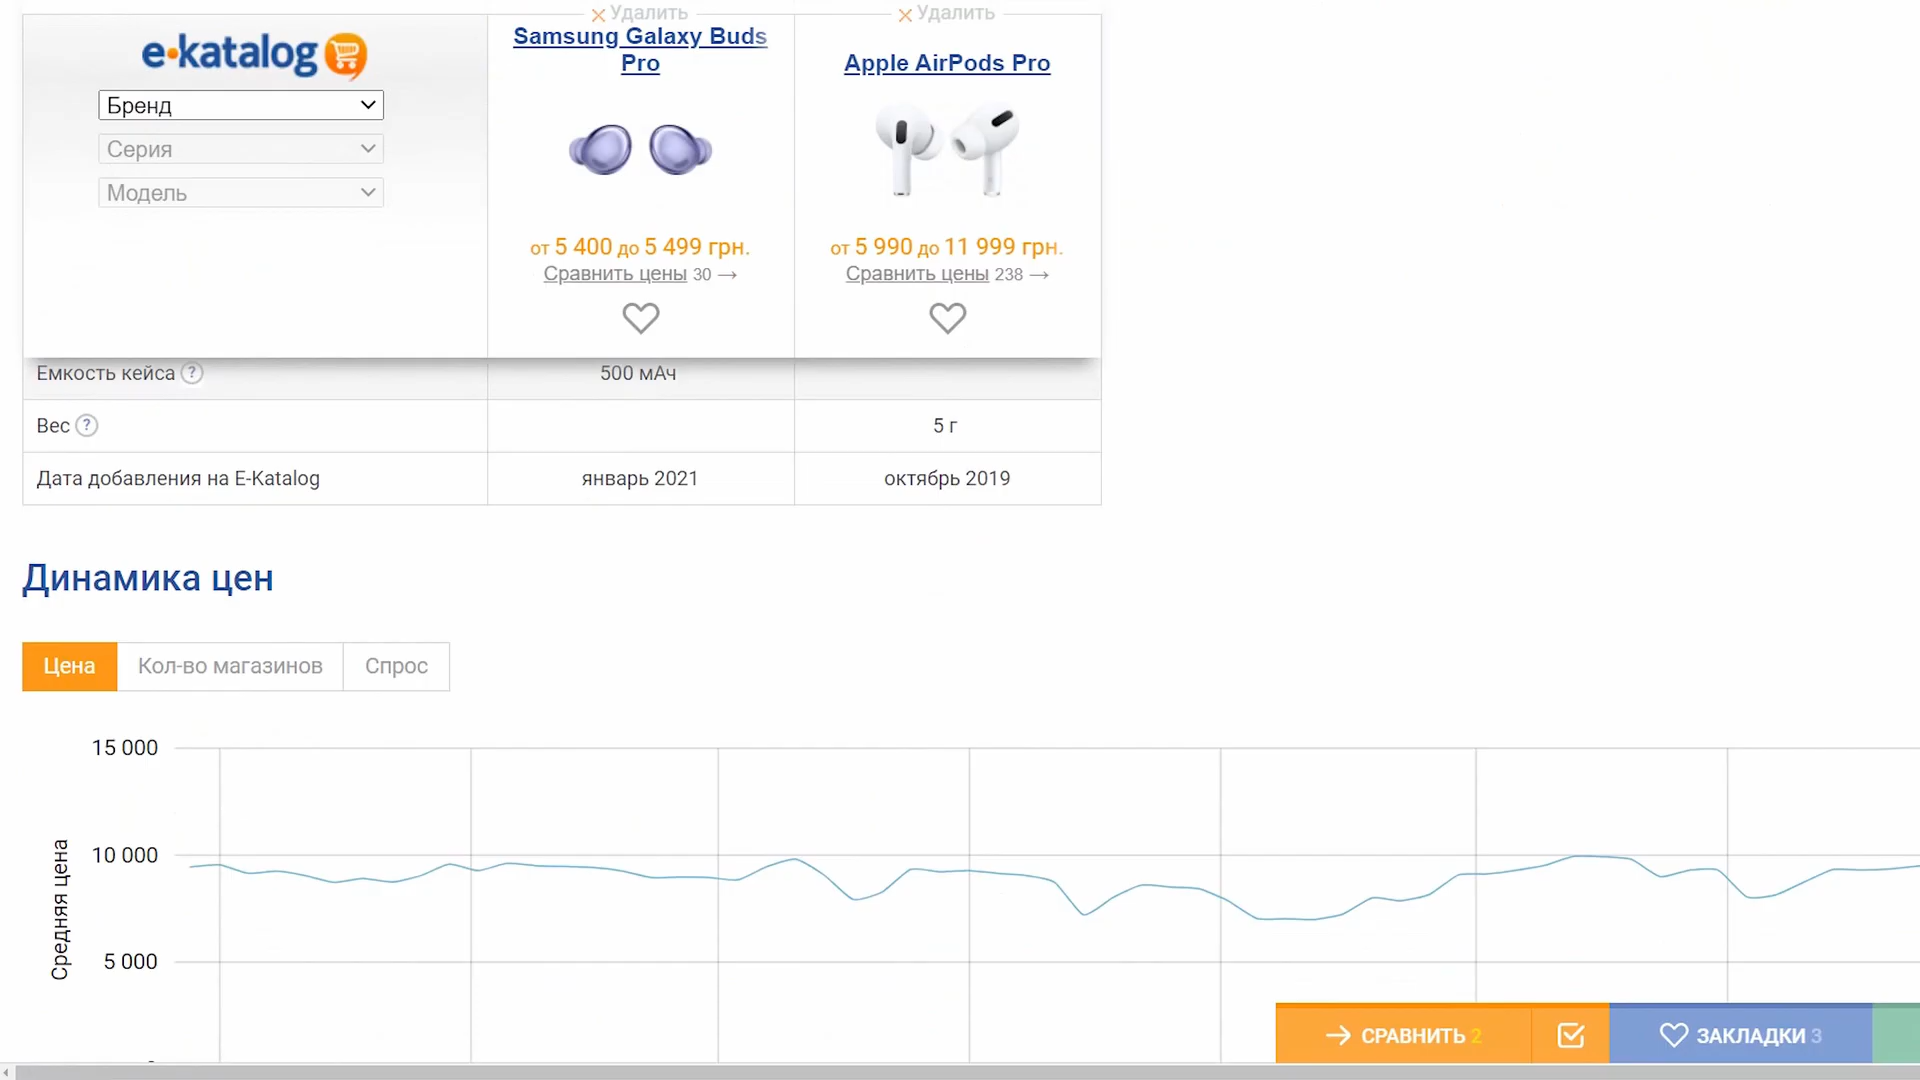 Удалить
Удалить
e·katalog
Samsung Galaxy Buds
Pro
Apple AirPods Pro
Бренд
Серия
Модель
от 5 400 до 5 499 грн.
от 5 990 до 11 999 грн.
Сравнить цены 30 →
Сравнить цены 238 →
Емкость кейса ?
500 мАч
Вес ?
5 г
Дата добавления на E-Katalog
январь 2021
октябрь 2019
Динамика цен
Цена
Кол-во магазинов
Спрос
15 000
10 000
5 000
Средняя цена
→ СРАВНИТЬ 2
ЗАКЛАДКИ 3